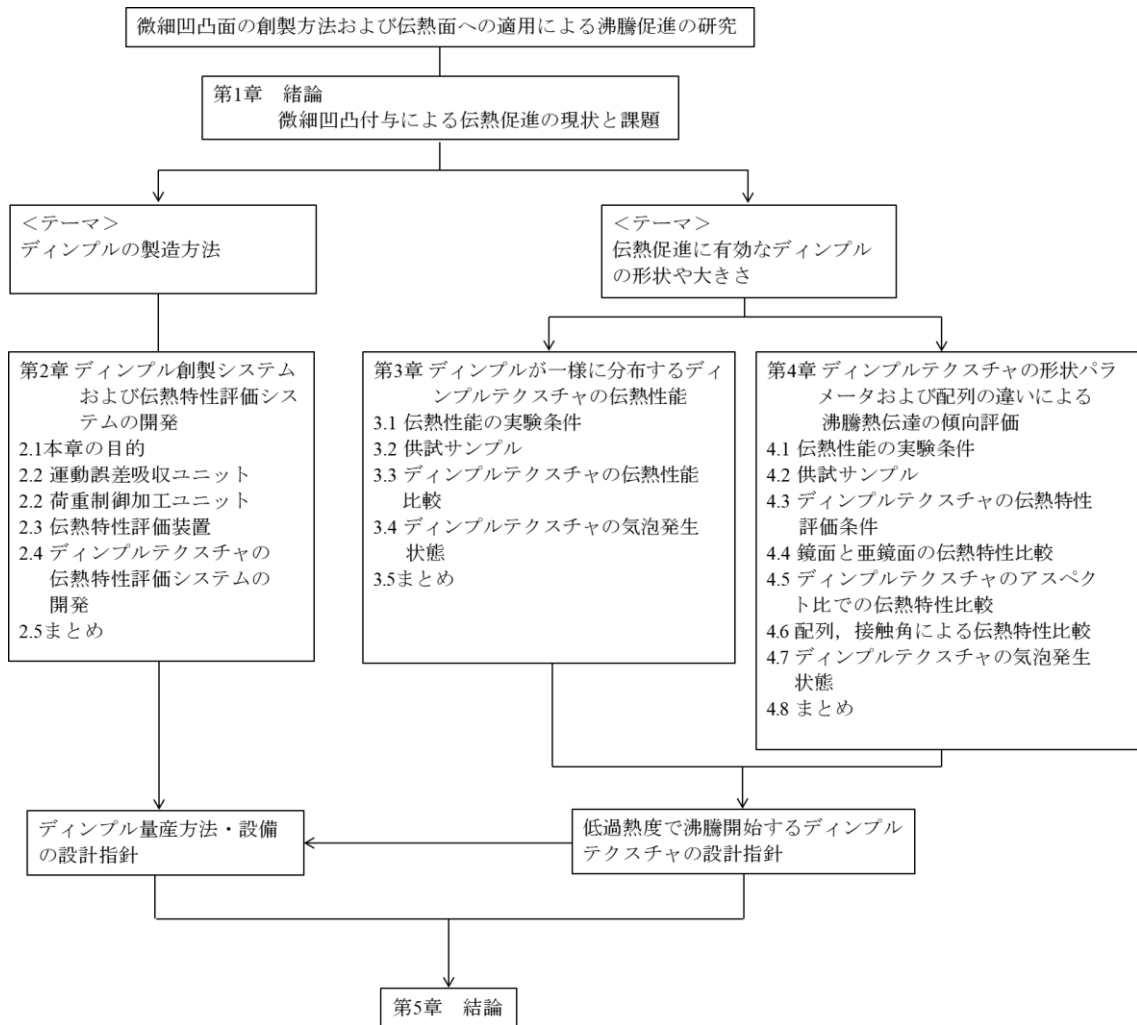 微細凹凸面の創製方法および伝熱面への適用による沸騰促進の研究
第1章　緒論
微細凹凸付与による伝熱促進の現状と課題
＜テーマ＞
ディンプルの製造方法
＜テーマ＞
伝熱促進に有効なディンプル
の形状や大きさ
第2章 ディンプル創製システム
および伝熱特性評価シス
テムの開発
2.1本章の目的
2.2 運動誤差吸収ユニット
2.2 荷重制御加工ユニット
2.3 伝熱特性評価装置
2.4 ディンプルテクスチャの
伝熱特性評価システムの
開発
2.5まとめ
第3章 ディンプルが一様に分布するディ
ンプルテクスチャの伝熱性能
3.1 伝熱性能の実験条件
3.2 供試サンプル
3.3 ディンプルテクスチャの伝熱性能
比較
3.4 ディンプルテクスチャの気泡発生
状態
3.5まとめ
第4章 ディンプルテクスチャの形状パラ
メータおよび配列の違いによる
沸騰熱伝達の傾向評価
4.1 伝熱性能の実験条件
4.2 供試サンプル
4.3 ディンプルテクスチャの伝熱特性
評価条件
4.4 鏡面と亜鏡面の伝熱特性比較
4.5 ディンプルテクスチャのアスペク
ト比での伝熱特性比較
4.6 配列，接触角による伝熱特性比較
4.7 ディンプルテクスチャの気泡発生
状態
4.8 まとめ
ディンプル量産方法・設備
の設計指針
低過熱度で沸騰開始するディンプル
テクスチャの設計指針
第5章　結論